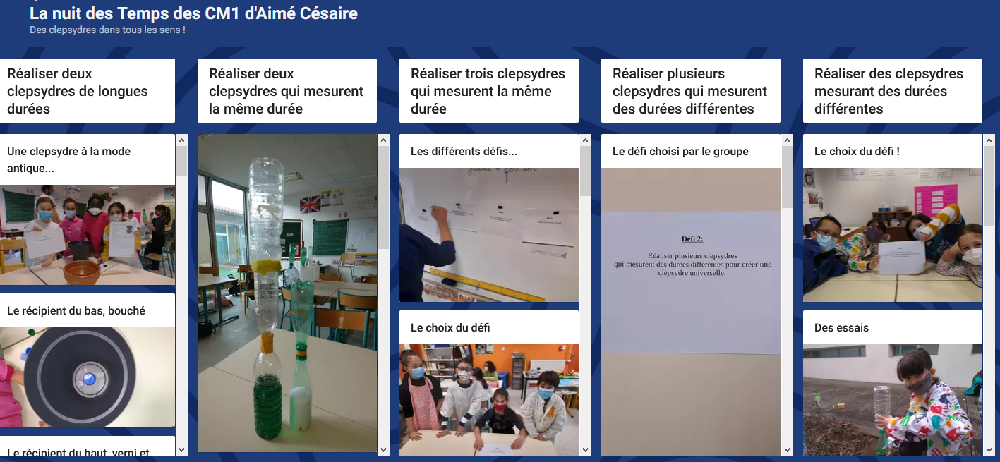 La nuit des Temps des CM1 d'Aimé Césaire
Des clepsydres dans tous les sens !
Réaliser deux
clepsydres de longues
durées
Une clepsydre à la mode
antique...
Le récipient du bas, bouché
Le récipient du haut, verni et
Réaliser deux
clepsydres qui mesurent
la même durée
Réaliser trois clepsydres
qui mesurent la même
durée
Les différents défis...
Le choix du défi
Réaliser plusieurs
clepsydres qui mesurent
des durées différentes
Le défi choisi par le groupe
Défi 2:
Réaliser plusieurs clepsydres
qui mesurent des durées différentes pour créer une
clepsydre universelle.
Réaliser des clepsydres
mesurant des durées
différentes
Le choix du défi !
Des essais